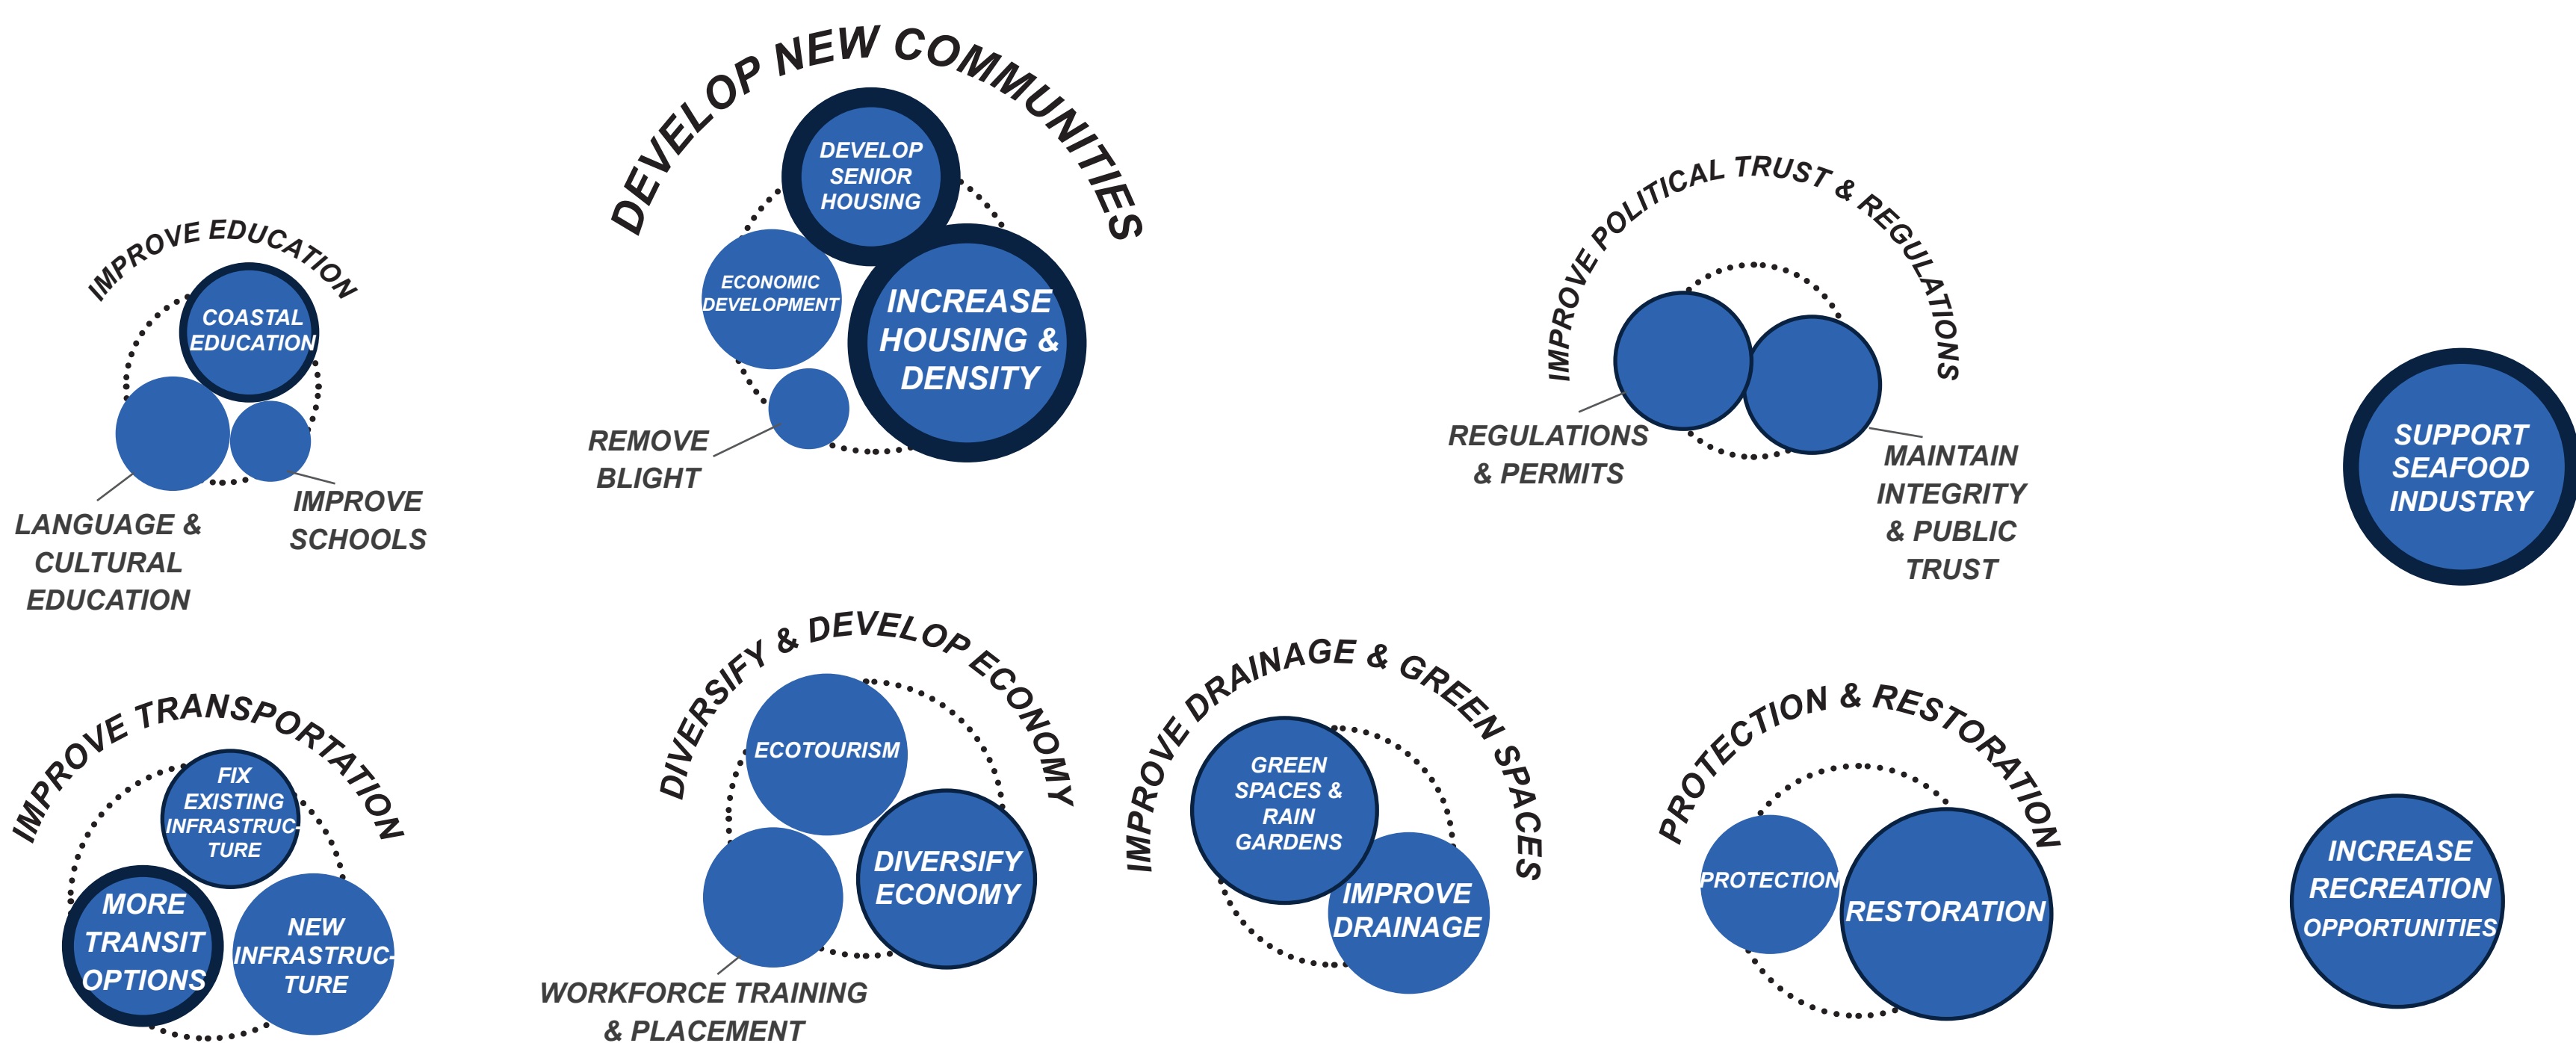 IMPROVE EDUCATION
COASTAL
EDUCATION
LANGUAGE &
CULTURAL
EDUCATION
IMPROVE
SCHOOLS
DEVELOP NEW COMMUNITIES
DEVELOP
SENIOR
HOUSING
ECONOMIC
DEVELOPMENT
INCREASE
HOUSING &
DENSITY
REMOVE
BLIGHT
IMPROVE POLITICAL TRUST & REGULATIONS
REGULATIONS
& PERMITS
MAINTAIN
INTEGRITY
& PUBLIC
TRUST
SUPPORT
SEAFOOD
INDUSTRY
IMPROVE TRANSPORTATION
FIX
EXISTING
INFRASTRUC-
TURE
MORE
TRANSIT
OPTIONS
NEW
INFRASTRUC-
TURE
DIVERSIFY & DEVELOP ECONOMY
ECOTOURISM
DIVERSIFY
ECONOMY
WORKFORCE TRAINING
& PLACEMENT
IMPROVE DRAINAGE & GREEN SPACES
GREEN
SPACES &
RAIN
GARDENS
IMPROVE
DRAINAGE
PROTECTION & RESTORATION
PROTECTION
RESTORATION
INCREASE
RECREATION
OPPORTUNITIES